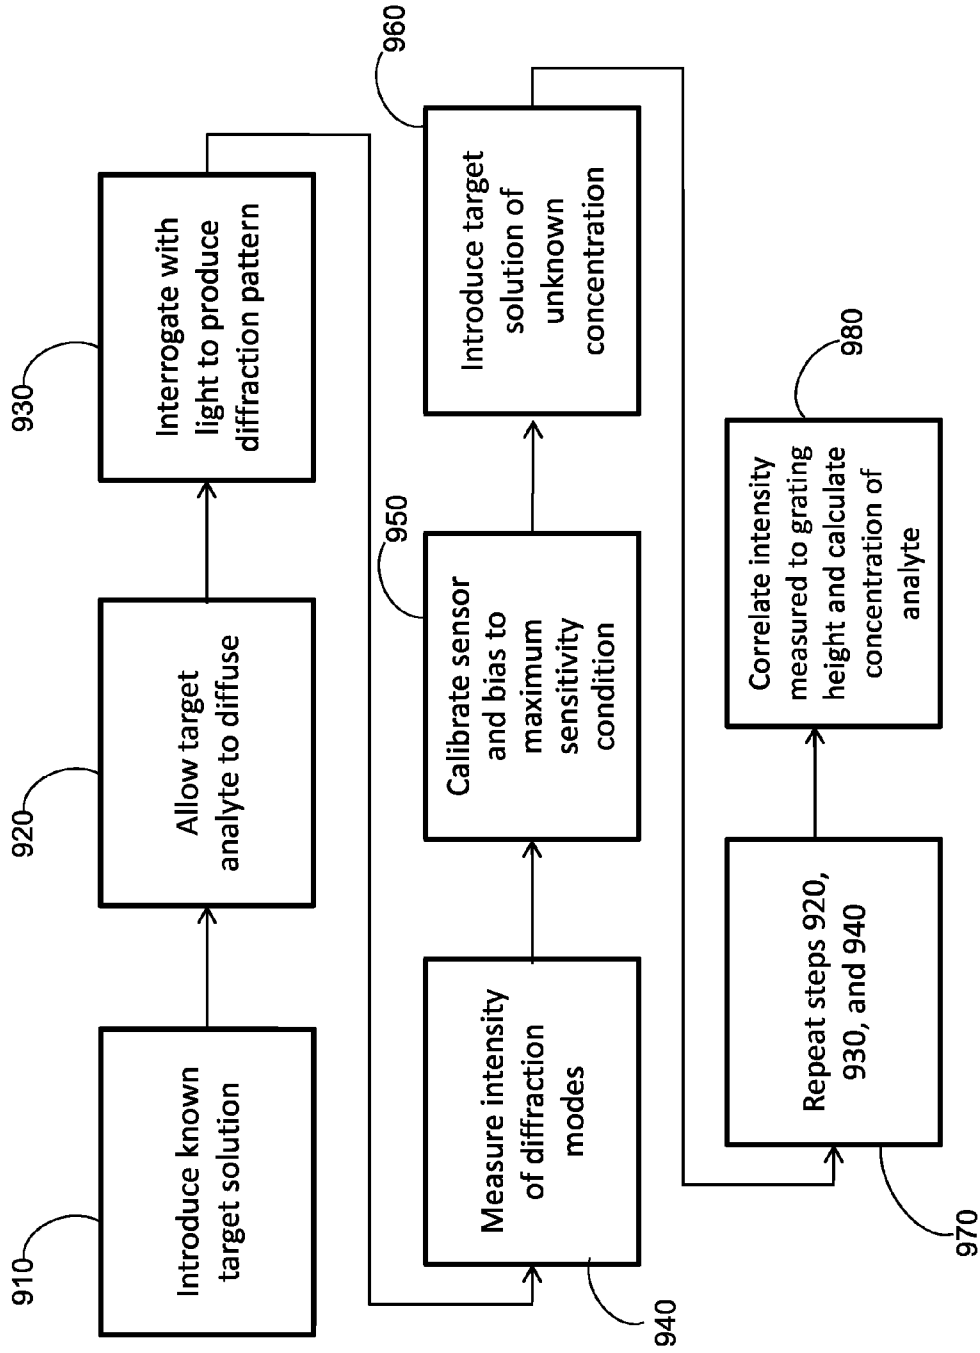 910
Introduce known
target solution
920
Allow target
analyte to diffuse
930
Interrogate with
light to produce
diffraction pattern
940
Measure intensity
of diffraction
modes
950
Calibrate sensor
and bias to
maximum
sensitivity
condition
960
Introduce target
solution of
unknown
concentration
970
Repeat steps 920,
930, and 940
980
Correlate intensity
measured to grating
height and calculate
concentration of
analyte